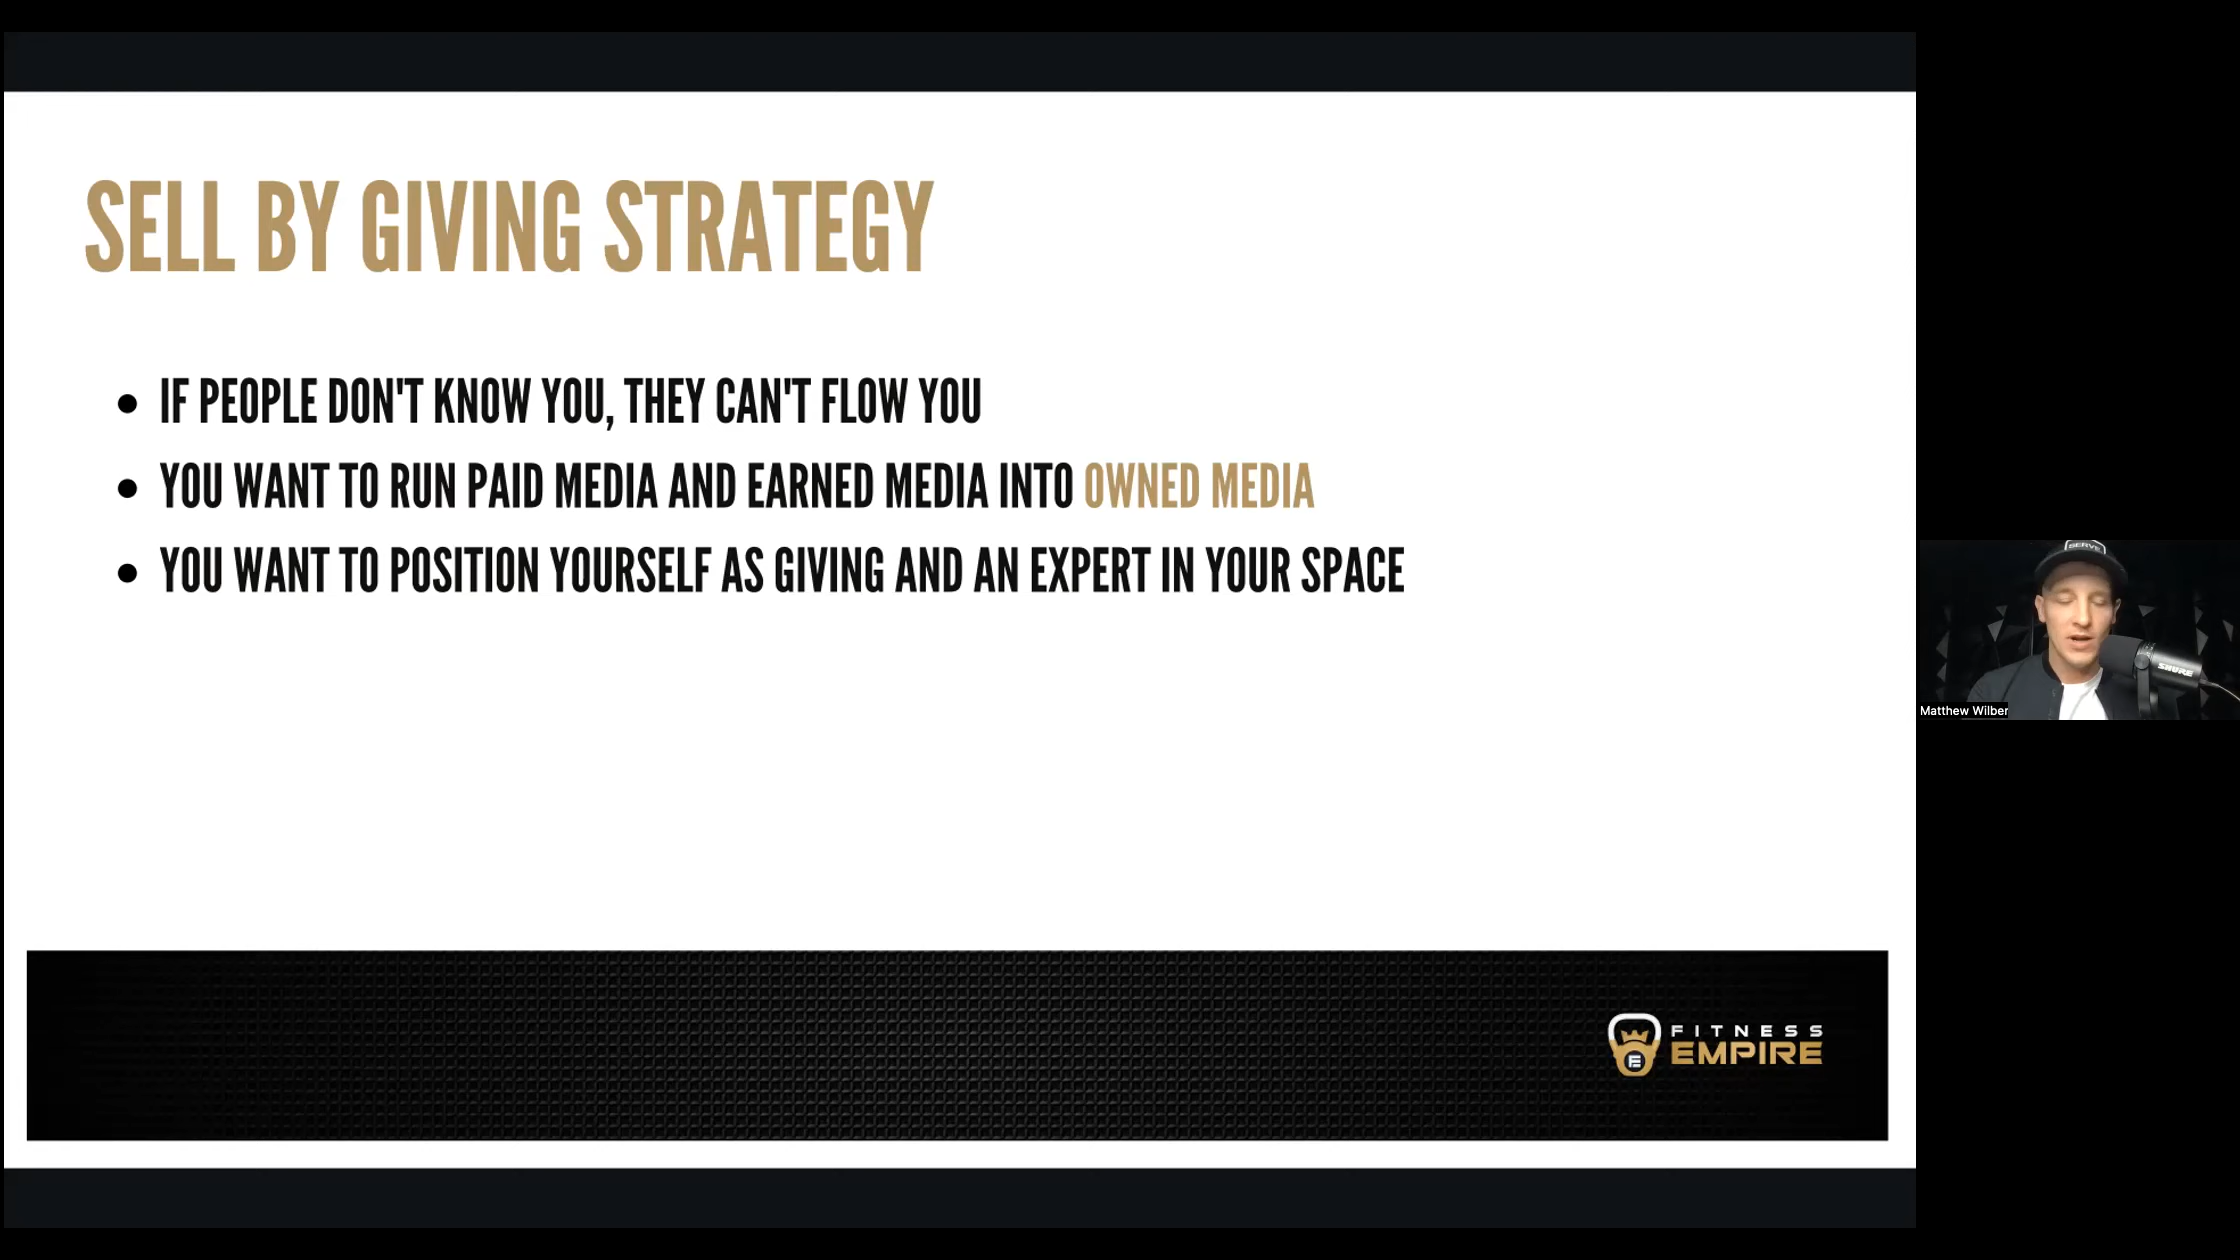 SELL BY GIVING STRATEGY
IF PEOPLE DON'T KNOW YOU, THEY CAN'T FLOW YOU
YOU WANT TO RUN PAID MEDIA AND EARNED MEDIA INTO OWNED MEDIA
YOU WANT TO POSITION YOURSELF AS GIVING AND AN EXPERT IN YOUR SPACE
SERVE
SHURE
Matthew Wilber
E
FITNESS
EMPIRE